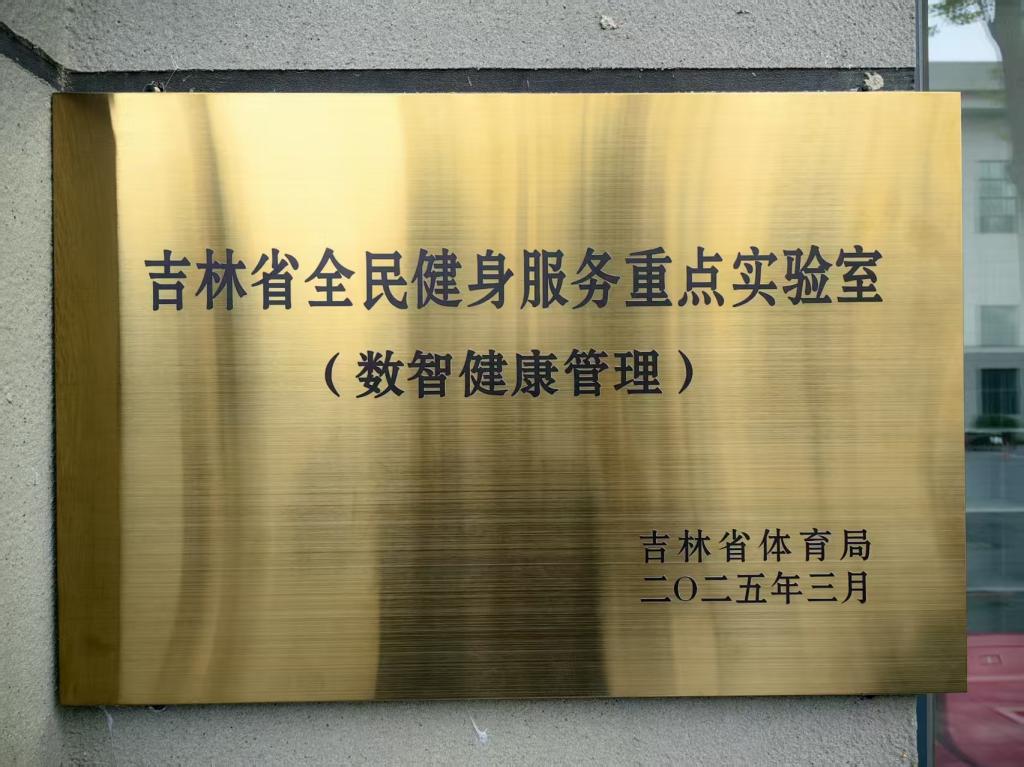 吉林省全民健身服务重点实验室
（数智健康管理）
吉林省体育局
二〇二五年三月